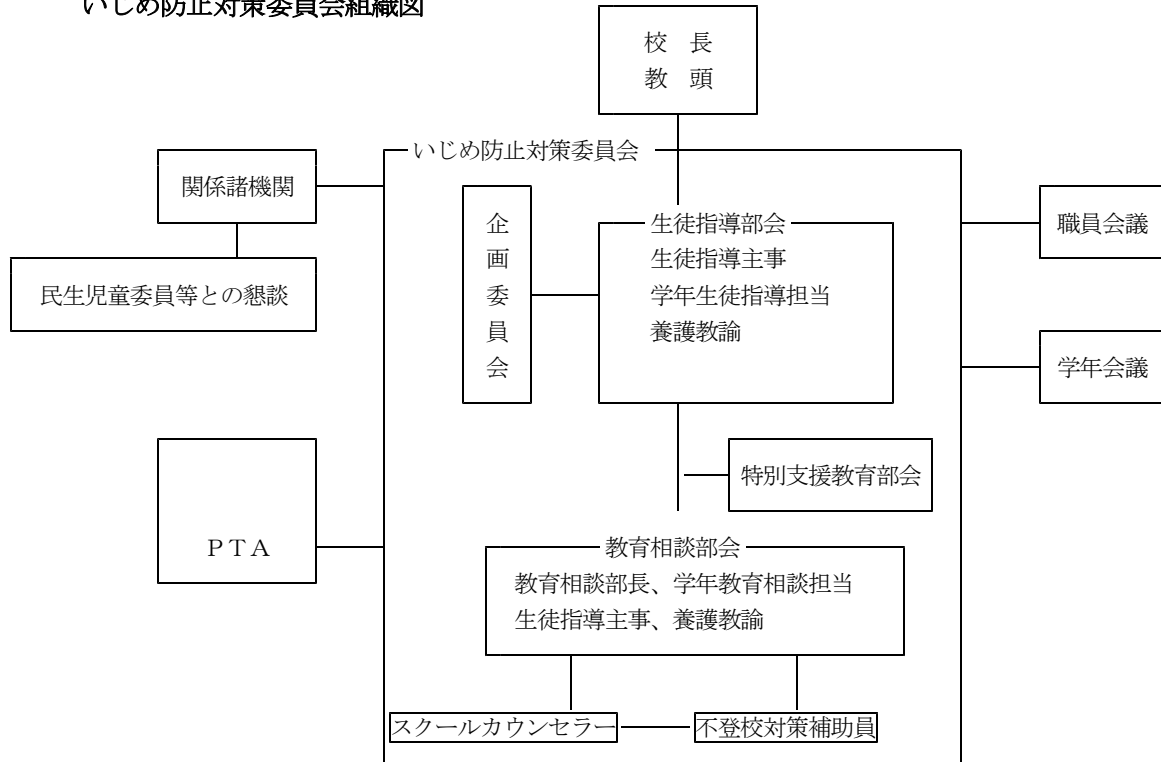 いじめ防止対策委員会組織図
校　長
教　頭
いじめ防止対策委員会
関係諸機関
民生児童委員等との懇談
企画委員会
生徒指導部会
生徒指導主事
学年生徒指導担当
養護教諭
職員会議
学年会議
特別支援教育部会
ＰＴＡ
教育相談部会
教育相談部長、学年教育相談担当
生徒指導主事、養護教諭
スクールカウンセラー
不登校対策補助員